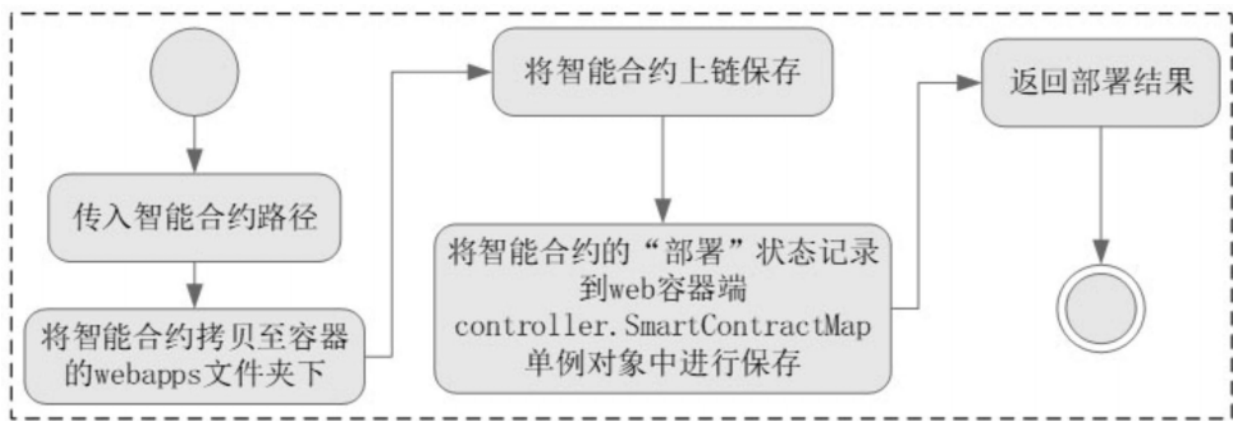 传入智能合约路径
将智能合约拷贝至容器
的webapps文件夹下
将智能合约上链保存
将智能合约的“部署”状态记录
到web容器端
controller.SmartContractMap
单例对象中进行保存
返回部署结果